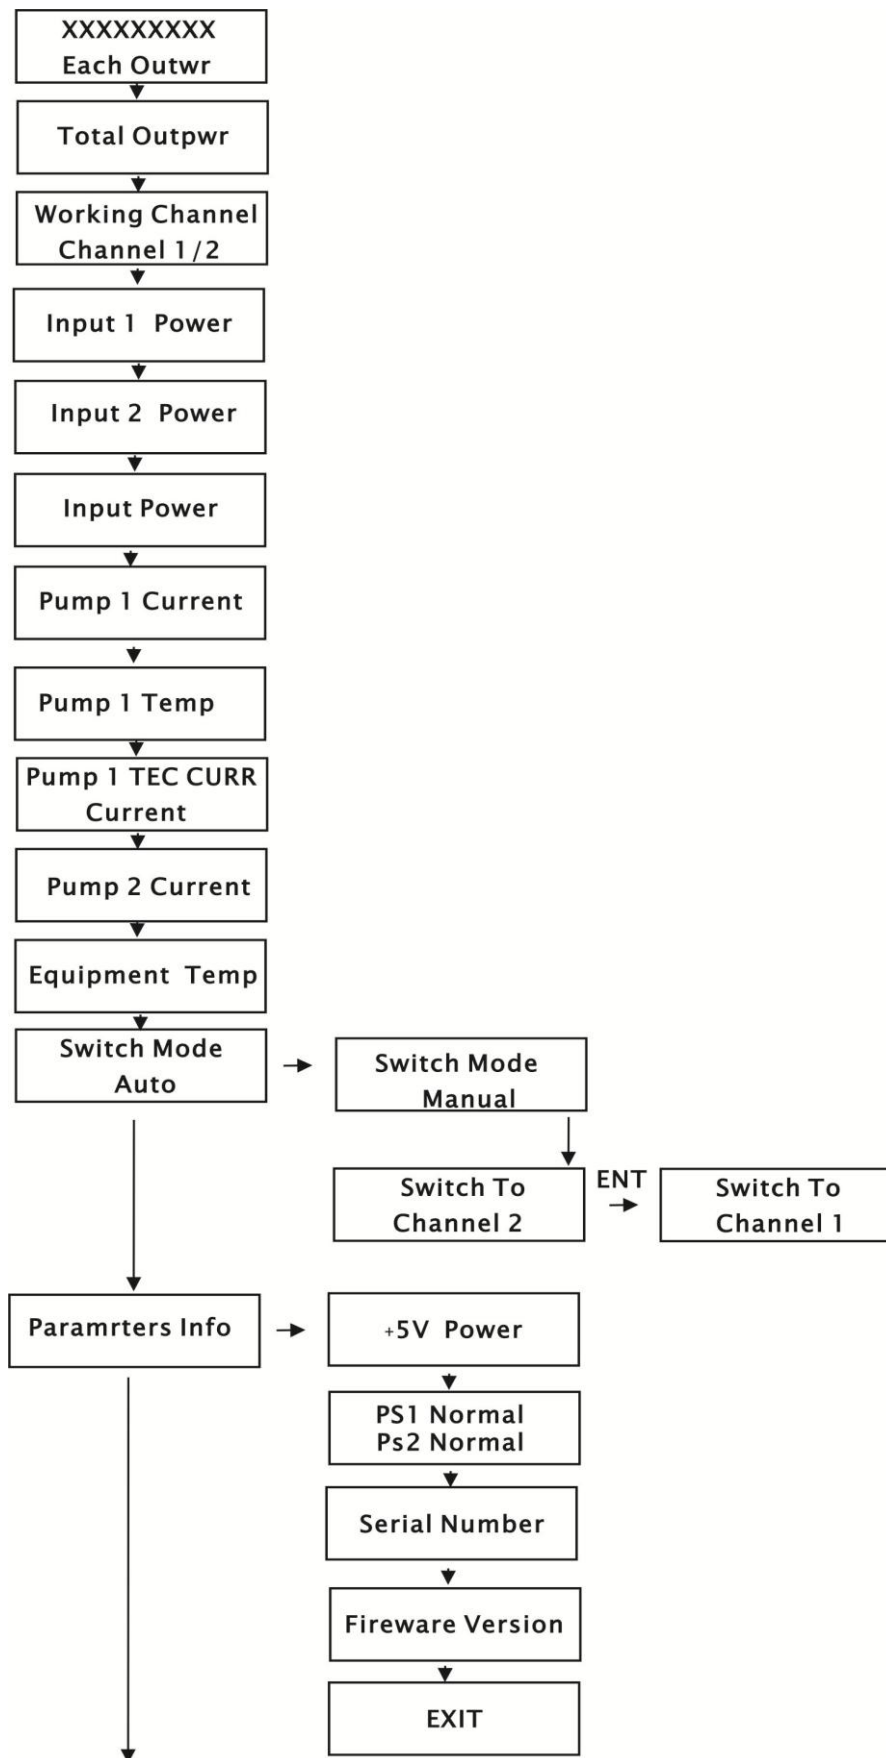 XXXXXXXXX
Each Outwr
Total Outpwr
Working Channel
Channel 1/2
Input 1 Power
Input 2 Power
Input Power
Pump 1 Current
Pump 1 Temp
Pump 1 TEC CURR
Current
Pump 2 Current
Equipment Temp
Switch Mode
Auto
Switch Mode
Manual
Switch To
Channel 2
ENT
Switch To
Channel 1
Paramrters Info
+5V Power
PS1 Normal
Ps2 Normal
Serial Number
Fireware Version
EXIT